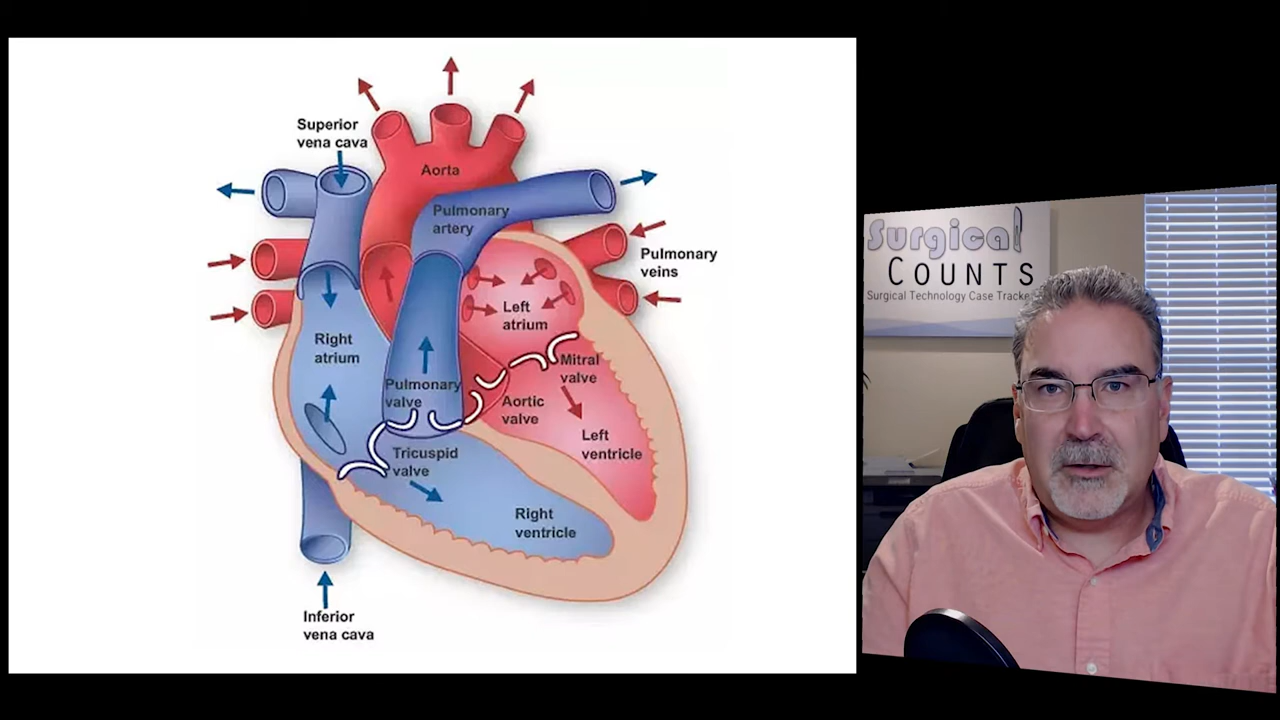 Superior
vena cava
Aorta
Pulmonary
artery
Pulmonary
veins
Left
atrium
Right
atrium
Mitral
valve
Pulmonary
valve
Aortic
valve
Left
ventricle
Tricuspid
valve
Right
ventricle
Inferior
vena cava
Surgical
COUNTS
Surgical Technology Case Tracke